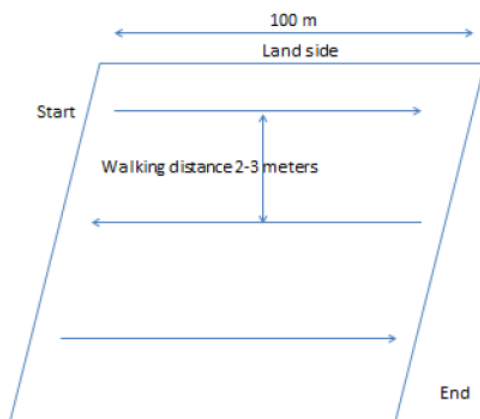 100 m
Land side
Start
Walking distance 2-3 meters
End